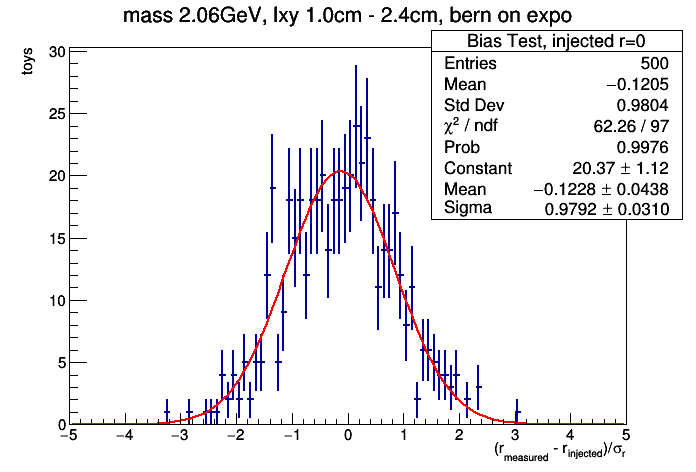 mass 2.06GeV, lxy 1.0cm - 2.4cm, bern on expo
Bias Test, injected r=0
Entries 500
Mean −0.1205
Std Dev 0.9804
χ² / ndf 62.26 / 97
Prob 0.9976
Constant 20.37 ± 1.12
Mean −0.1228 ± 0.0438
Sigma 0.9792 ± 0.0310
toys
30
25
20
15
10
5
0
−5 −4 −3 −2 −1 0 1 2 3 4 5
(r_measured - r_injected)/σ_r